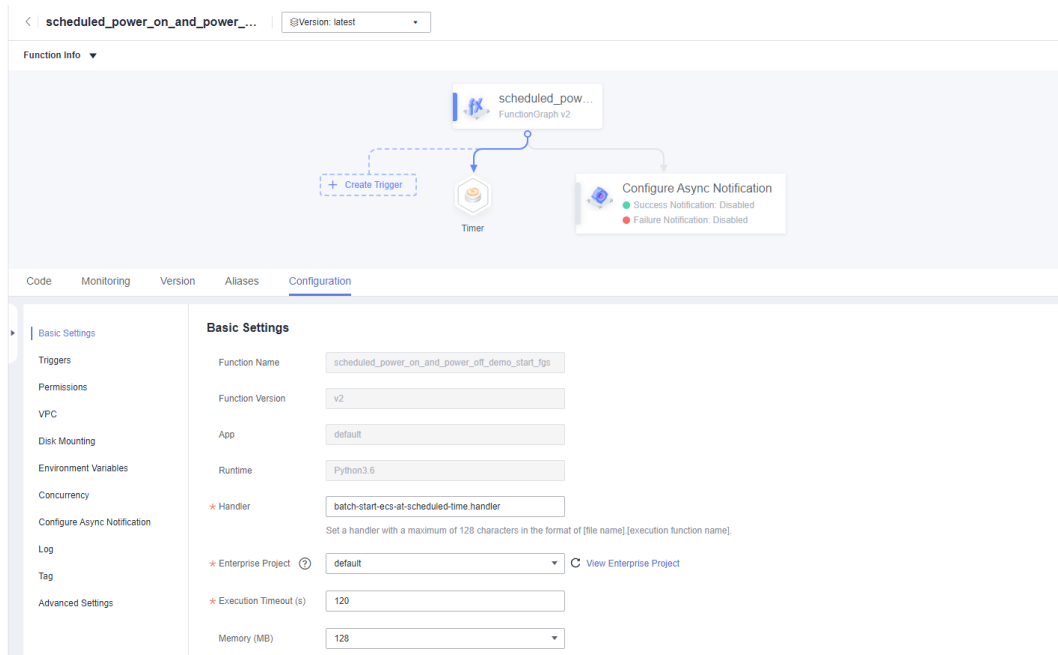 scheduled_power_on_and_power_...
Version: latest
Function Info
scheduled_pow...
FunctionGraph v2
+ Create Trigger
Timer
Configure Async Notification
Success Notification: Disabled
Failure Notification: Disabled
Code Monitoring Version Aliases Configuration
Basic Settings
Triggers
Permissions
VPC
Disk Mounting
Environment Variables
Concurrency
Configure Async Notification
Log
Tag
Advanced Settings
Basic Settings
Function Name scheduled_power_on_and_power_off_demo_start_fgs
Function Version v2
App default
Runtime Python3.6
* Handler batch-start-ecs-at-scheduled-time.handler
Set a handler with a maximum of 128 characters in the format of [file name].[execution function name].
* Enterprise Project ? default View Enterprise Project
* Execution Timeout (s) 120
Memory (MB) 128